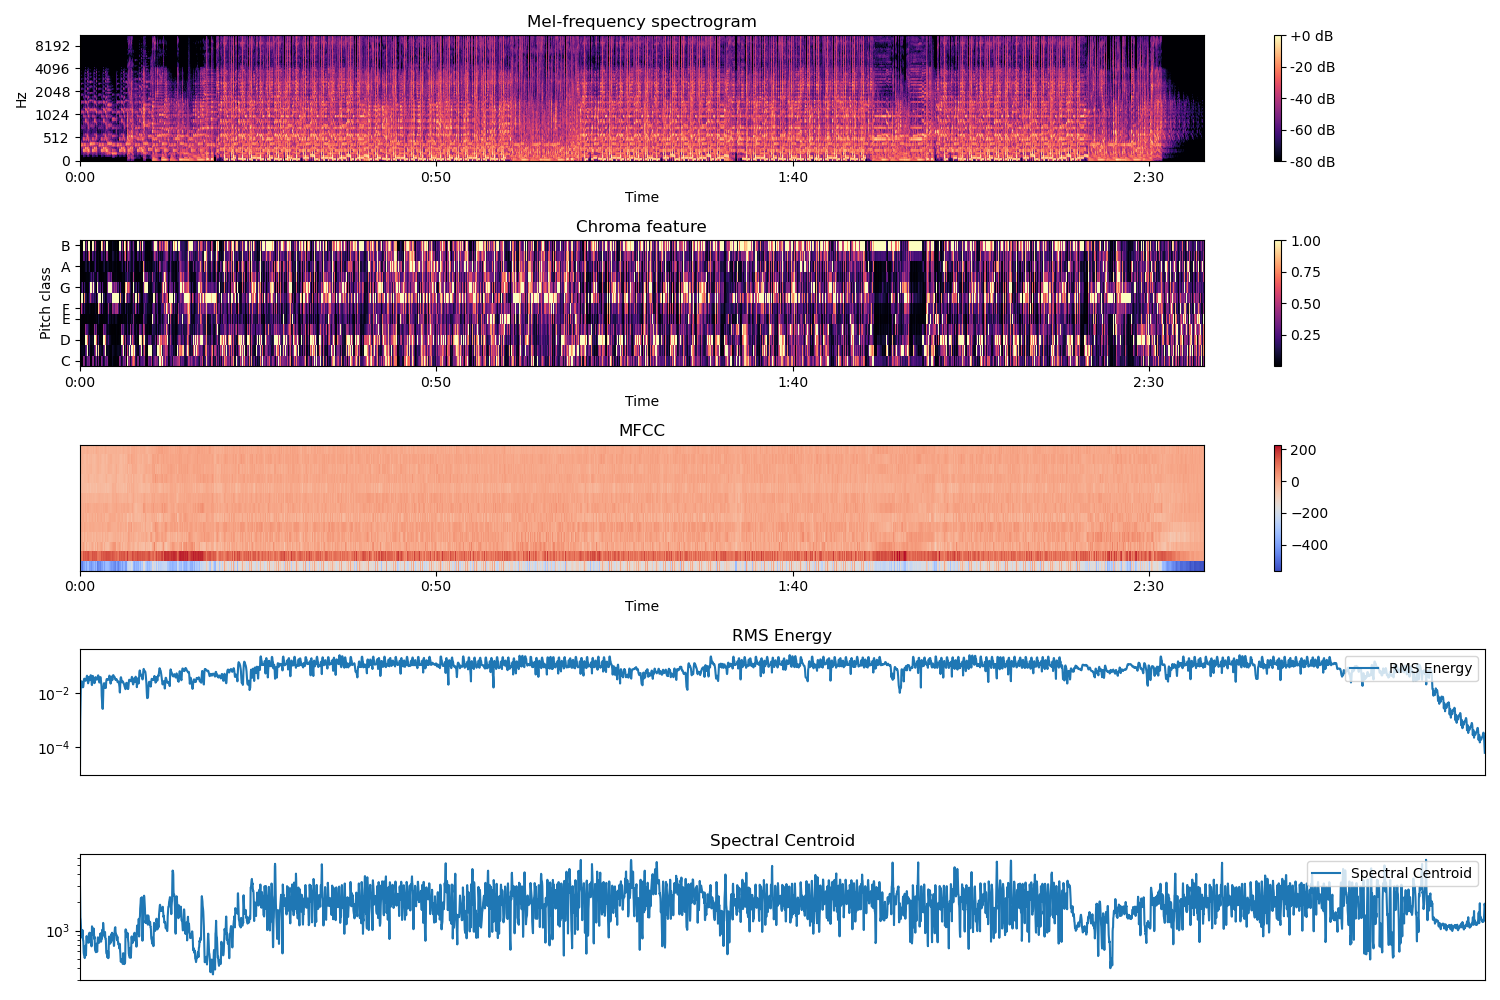 Mel-frequency spectrogram
8192
4096
2048
1024
512
0
Hz
0:00
0:50
1:40
2:30
Time
+0 dB
-20 dB
-40 dB
-60 dB
-80 dB
Chroma feature
B
A
G
F
E
D
C
Pitch class
0:00
0:50
1:40
2:30
Time
1.00
0.75
0.50
0.25
MFCC
0:00
0:50
1:40
2:30
Time
200
0
−200
−400
RMS Energy
10⁻²
10⁻⁴
RMS Energy
Spectral Centroid
10³
Spectral Centroid